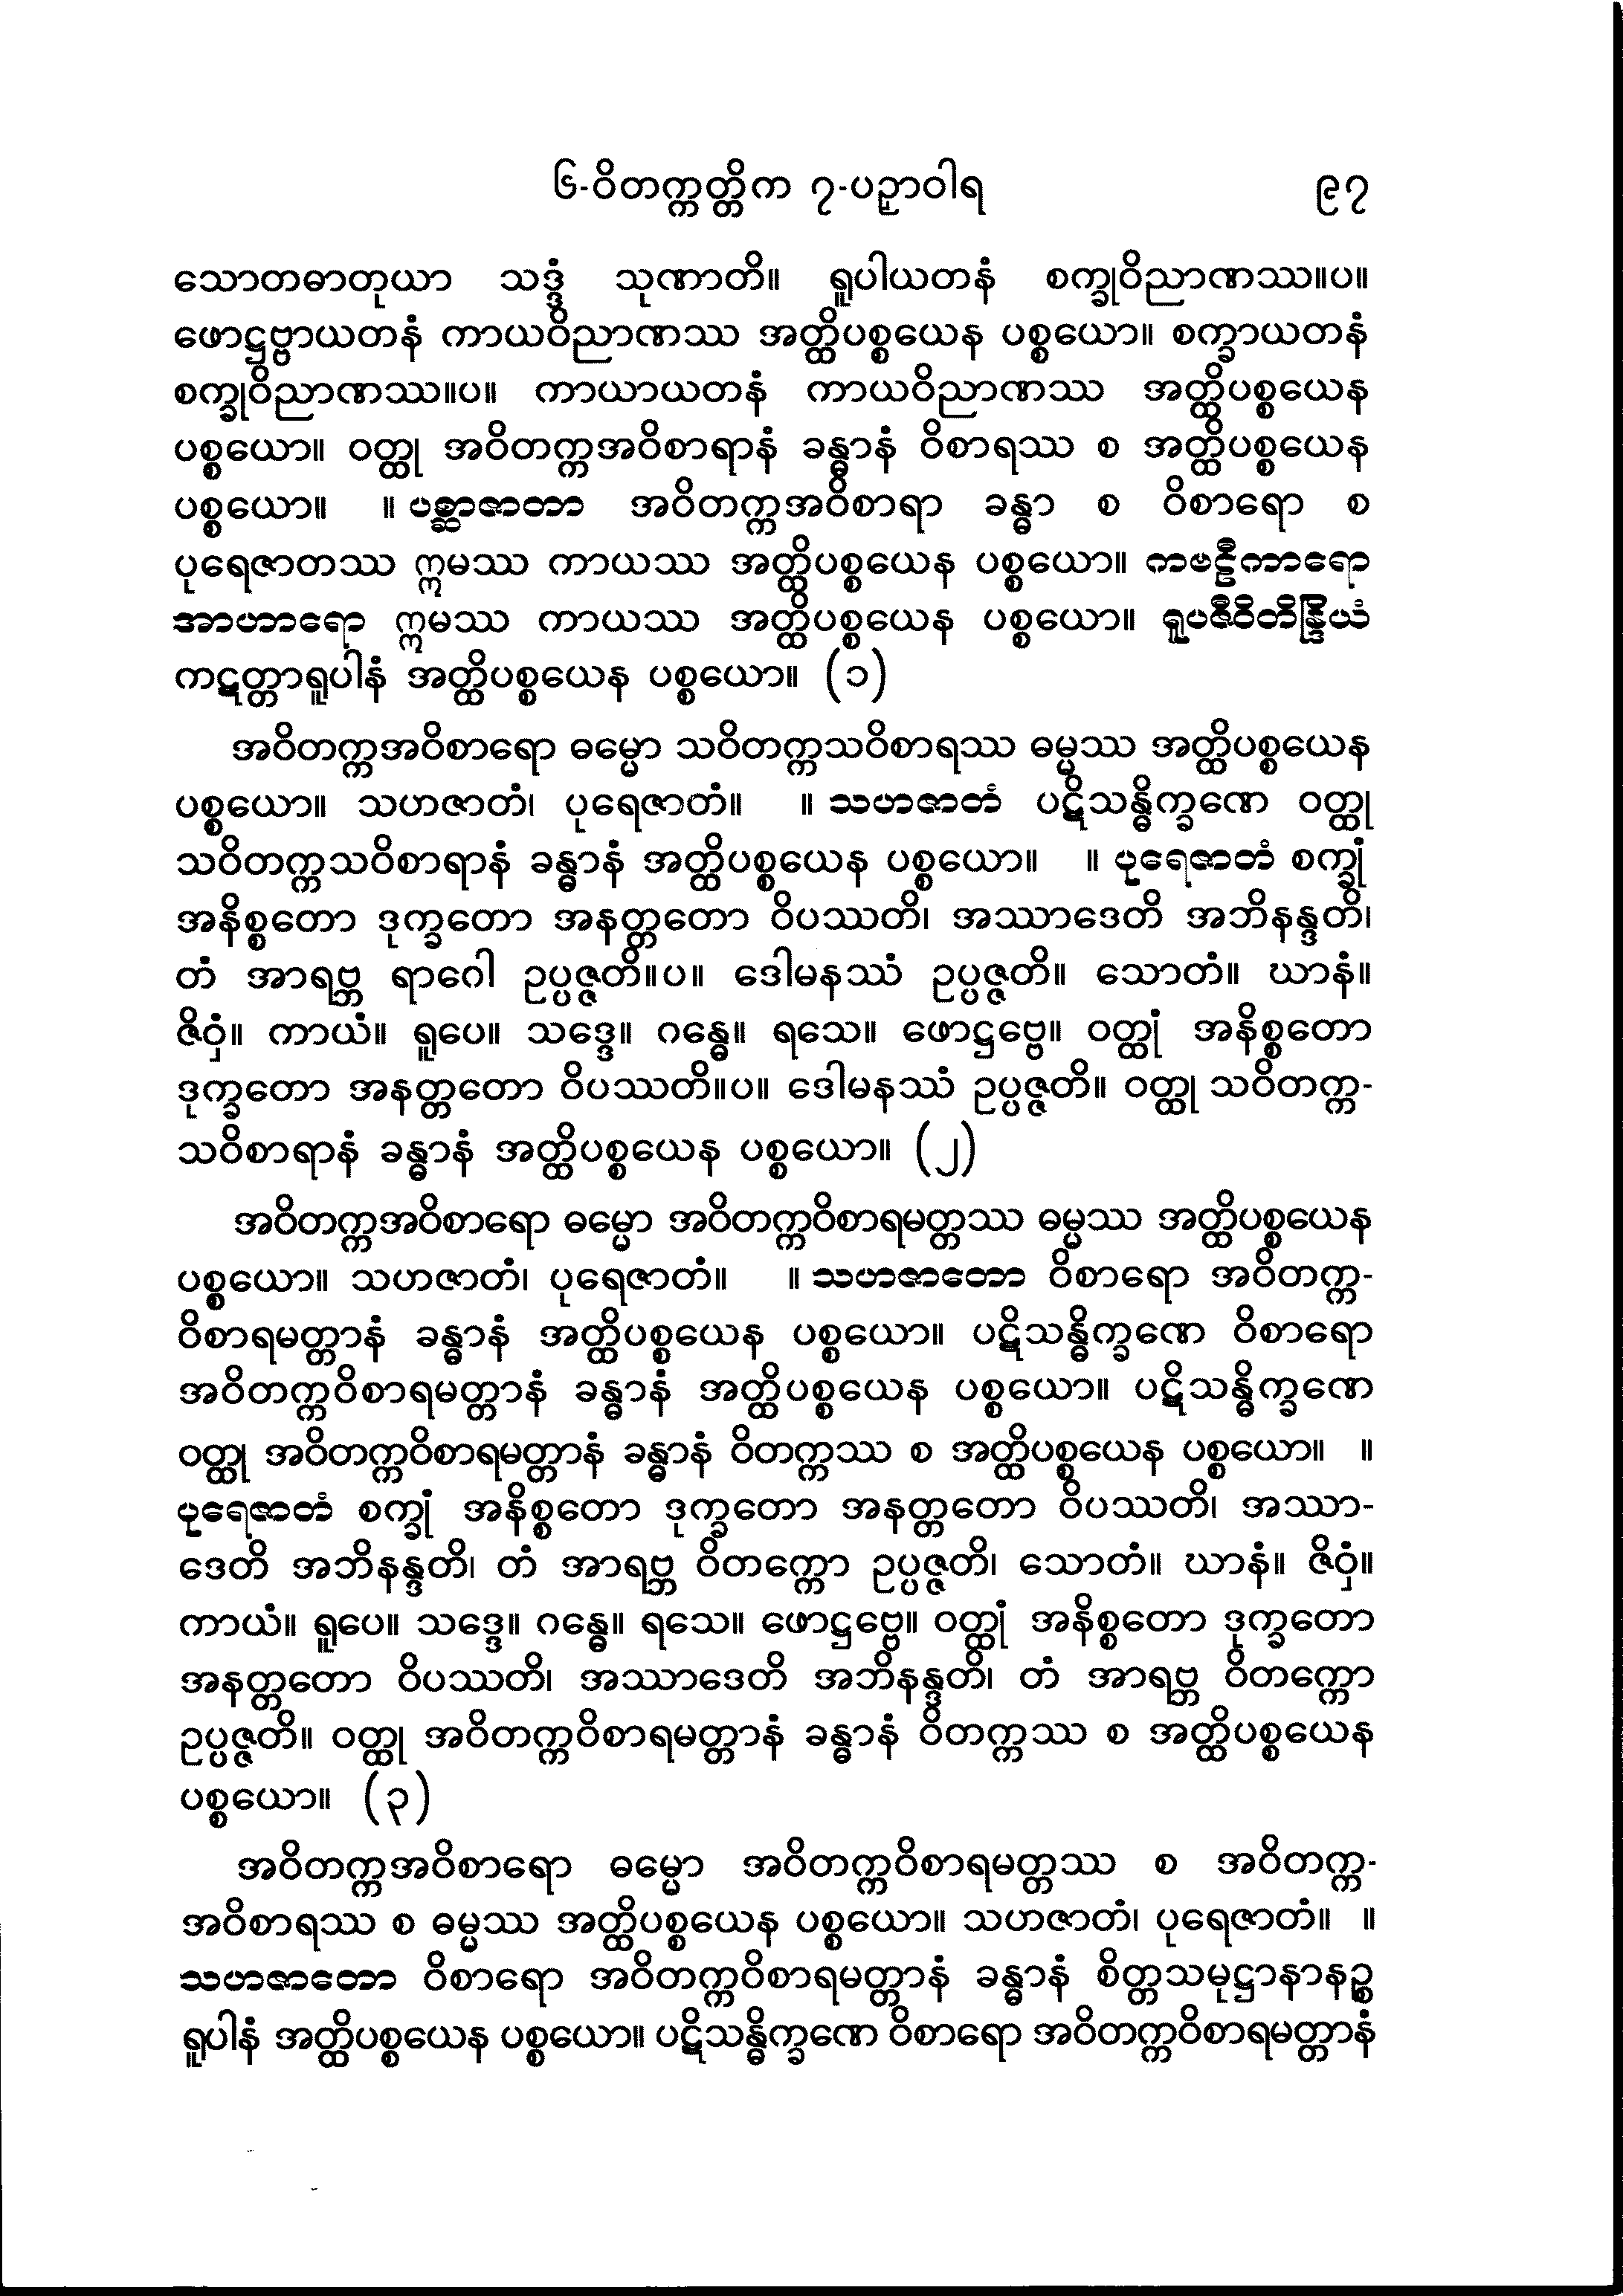 ၆-ဝိတက္ကတ္တိက ၇-ပဉှာဝါရ ၉၇
သောတဓာတုယာ သဒ္ဒံ သုဏာတိ။ ရူပါယတနံ စက္ခုဝိညာဏဿ။ပ။
ဖောဋ္ဌဗ္ဗာယတနံ ကာယဝိညာဏဿ အတ္ထိပစ္စယေန ပစ္စယော။ စက္ခာယတနံ
စက္ခုဝိညာဏဿ။ပ။ ကာယာယတနံ ကာယဝိညာဏဿ အတ္ထိပစ္စယေန
ပစ္စယော။ ဝတ္ထု အဝိတက္ကအဝိစာရာနံ ခန္ဓာနံ ဝိစာရဿ စ အတ္ထိပစ္စယေန
ပစ္စယော။ ။ ပစ္ဆာဇာတာ အဝိတက္ကအဝိစာရာ ခန္ဓာ စ ဝိစာရော စ
ပုရေဇာတဿ ဣမဿ ကာယဿ အတ္ထိပစ္စယေန ပစ္စယော။ ကဗဠီကာရော
အာဟာရော ဣမဿ ကာယဿ အတ္ထိပစ္စယေန ပစ္စယော။ ရူပဇီဝိတိန္ဒြိယံ
ကဋတ္တာရူပါနံ အတ္ထိပစ္စယေန ပစ္စယော။ (၁)
အဝိတက္ကအဝိစာရော ဓမ္မော သဝိတက္ကသဝိစာရဿ ဓမ္မဿ အတ္ထိပစ္စယေန
ပစ္စယော။ သဟဇာတံ၊ ပုရေဇာတံ။ ။ သဟဇာတံ ပဋိသန္ဓိက္ခဏေ ဝတ္ထု
သဝိတက္ကသဝိစာရာနံ ခန္ဓာနံ အတ္ထိပစ္စယေန ပစ္စယော။ ။ ပုရေဇာတံ စက္ခုံ
အနိစ္စတော ဒုက္ခတော အနတ္တတော ဝိပဿတိ၊ အဿာဒေတိ အဘိနန္ဒတိ၊
တံ အာရဗ္ဘ ရာဂေါ ဥပ္ပဇ္ဇတိ။ပ။ ဒေါမနဿံ ဥပ္ပဇ္ဇတိ။ သောတံ။ ဃာနံ။
ဇိဝှံ။ ကာယံ။ ရူပေ။ သဒ္ဒေ။ ဂန္ဓေ။ ရသေ။ ဖောဋ္ဌဗ္ဗေ။ ဝတ္ထုံ အနိစ္စတော
ဒုက္ခတော အနတ္တတော ဝိပဿတိ။ပ။ ဒေါမနဿံ ဥပ္ပဇ္ဇတိ။ ဝတ္ထု သဝိတက္က-
သဝိစာရာနံ ခန္ဓာနံ အတ္ထိပစ္စယေန ပစ္စယော။ (၂)
အဝိတက္ကအဝိစာရော ဓမ္မော အဝိတက္ကဝိစာရမတ္တဿ ဓမ္မဿ အတ္ထိပစ္စယေန
ပစ္စယော။ သဟဇာတံ၊ ပုရေဇာတံ။ ။ သဟဇာတော ဝိစာရော အဝိတက္က-
ဝိစာရမတ္တာနံ ခန္ဓာနံ အတ္ထိပစ္စယေန ပစ္စယော။ ပဋိသန္ဓိက္ခဏေ ဝိစာရော
အဝိတက္ကဝိစာရမတ္တာနံ ခန္ဓာနံ အတ္ထိပစ္စယေန ပစ္စယော။ ပဋိသန္ဓိက္ခဏေ
ဝတ္ထု အဝိတက္ကဝိစာရမတ္တာနံ ခန္ဓာနံ ဝိတက္ကဿ စ အတ္ထိပစ္စယေန ပစ္စယော။ ။
ပုရေဇာတံ စက္ခုံ အနိစ္စတော ဒုက္ခတော အနတ္တတော ဝိပဿတိ၊ အဿာ-
ဒေတိ အဘိနန္ဒတိ၊ တံ အာရဗ္ဘ ဝိတက္ကော ဥပ္ပဇ္ဇတိ၊ သောတံ။ ဃာနံ။ ဇိဝှံ။
ကာယံ။ ရူပေ။ သဒ္ဒေ။ ဂန္ဓေ။ ရသေ။ ဖောဋ္ဌဗ္ဗေ။ ဝတ္ထုံ အနိစ္စတော ဒုက္ခတော
အနတ္တတော ဝိပဿတိ၊ အဿာဒေတိ အဘိနန္ဒတိ၊ တံ အာရဗ္ဘ ဝိတက္ကော
ဥပ္ပဇ္ဇတိ။ ဝတ္ထု အဝိတက္ကဝိစာရမတ္တာနံ ခန္ဓာနံ ဝိတက္ကဿ စ အတ္ထိပစ္စယေန
ပစ္စယော။ (၃)
အဝိတက္ကအဝိစာရော ဓမ္မော အဝိတက္ကဝိစာရမတ္တဿ စ အဝိတက္က-
အဝိစာရဿ စ ဓမ္မဿ အတ္ထိပစ္စယေန ပစ္စယော။ သဟဇာတံ၊ ပုရေဇာတံ။ ။
သဟဇာတော ဝိစာရော အဝိတက္ကဝိစာရမတ္တာနံ ခန္ဓာနံ စိတ္တသမုဋ္ဌာနာနဉ္စ
ရူပါနံ အတ္ထိပစ္စယေန ပစ္စယော။ ပဋိသန္ဓိက္ခဏေ ဝိစာရော အဝိတက္ကဝိစာရမတ္တာနံ